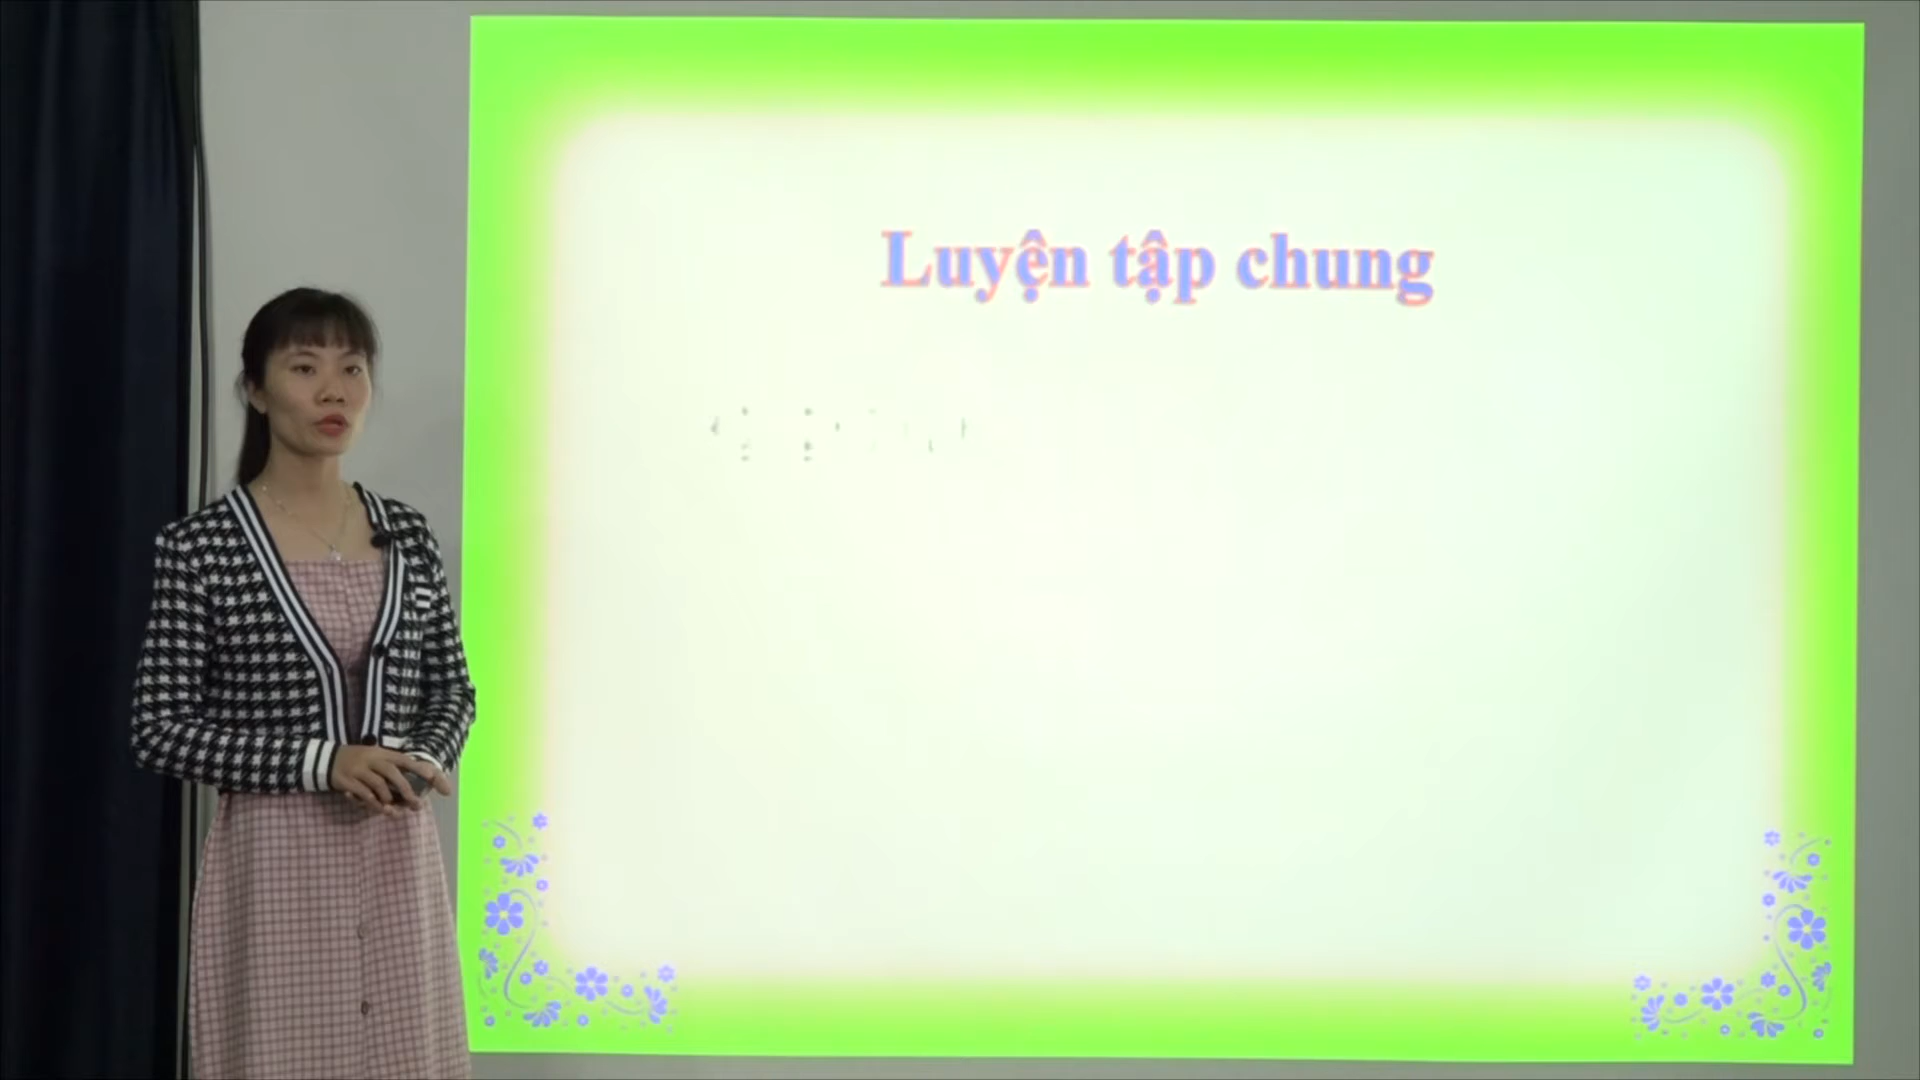 Luyện tập chung